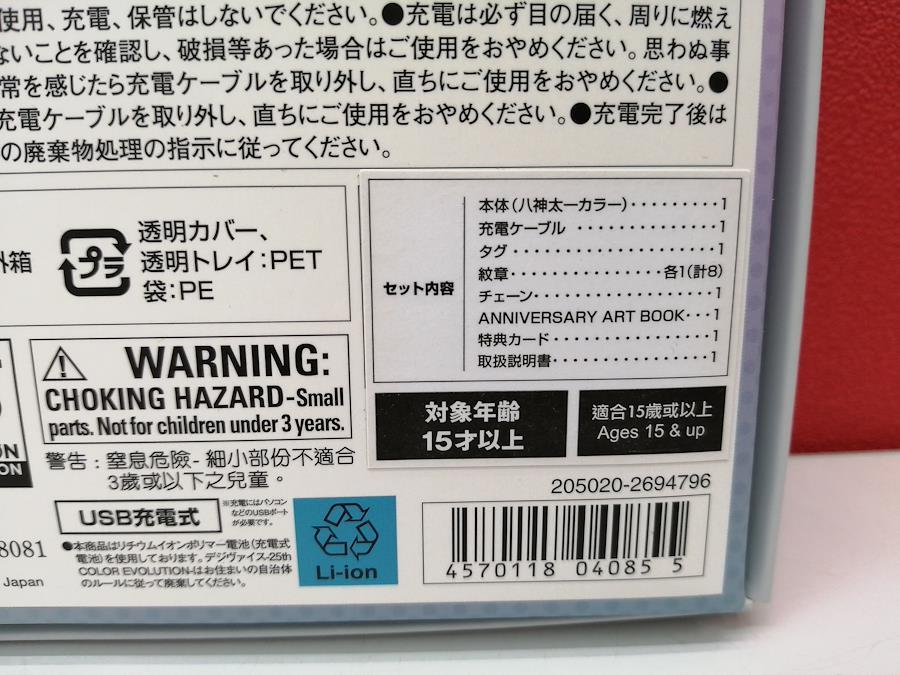 使用、充電、保管はしないでください。●充電は必ず目の届く、周りに燃え
ないことを確認し、破損等あった場合はご使用をおやめください。思わぬ事
常を感じたら充電ケーブルを取り外し、直ちにご使用をおやめください。●
充電ケーブルを取り外し、直ちにご使用をおやめください。●充電完了後は
の廃棄物処理の指示に従ってください。
外箱
プラ
透明カバー、
透明トレイ：PET
袋：PE
セット内容
本体（八神太一カラー）・・・・・・・・・1
充電ケーブル ・・・・・・・・・・・・・・1
タグ・・・・・・・・・・・・・・・・・・・・1
紋章・・・・・・・・・・・・・・・各1（計8）
チェーン・・・・・・・・・・・・・・・・・・1
ANNIVERSARY ART BOOK・・・1
特典カード・・・・・・・・・・・・・・・・1
取扱説明書・・・・・・・・・・・・・・・・1
WARNING:
CHOKING HAZARD-Small
parts. Not for children under 3 years.
警告：窒息危險- 細小部份不適合
3歲或以下之兒童。
対象年齢
15才以上
適合15歲或以上
Ages 15 & up
205020-2694796
USB充電式
※充電にはパソコン
などのUSBポート
が必要です。
●本商品はリチウムイオンポリマー電池（充電式
電池）を使用しております。デジヴァイス-25th
COLOR EVOLUTION-はお住まいの自治体
のルールに従って廃棄してください。
Li-ion
8081
Japan
4570118 04085 5